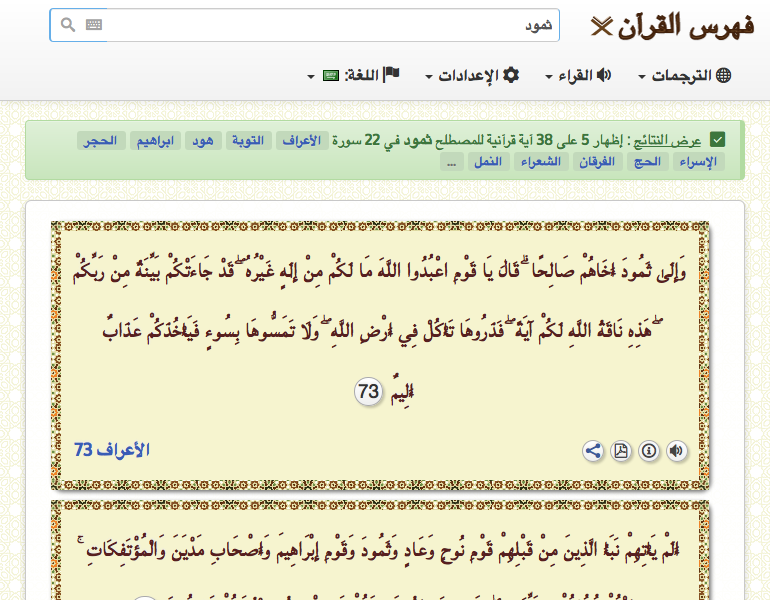 فهرس القرآن
ثمود
الترجمات القراء الإعدادات اللغة:
عرض النتائج : إظهار 5 على 38 آية قرآنية للمصطلح ثمود في 22 سورة الأعراف التوبة هود ابراهيم الحجر
الإسراء الحج الفرقان الشعراء النمل ...
وَإِلَىٰ ثَمُودَ أَخَاهُمْ صَالِحًا ۗ قَالَ يَا قَوْمِ اعْبُدُوا اللَّهَ مَا لَكُم مِّنْ إِلَٰهٍ غَيْرُهُ ۖ قَدْ جَاءَتْكُم بَيِّنَةٌ مِّن رَّبِّكُمْ
ۖ هَٰذِهِ نَاقَةُ اللَّهِ لَكُمْ آيَةً ۖ فَذَرُوهَا تَأْكُلْ فِي أَرْضِ اللَّهِ ۖ وَلَا تَمَسُّوهَا بِسُوءٍ فَيَأْخُذَكُمْ عَذَابٌ
أَلِيمٌ 73
الأعراف 73
أَلَمْ يَأْتِهِمْ نَبَأُ الَّذِينَ مِن قَبْلِهِمْ قَوْمِ نُوحٍ وَعَادٍ وَثَمُودَ وَقَوْمِ إِبْرَاهِيمَ وَأَصْحَابِ مَدْيَنَ وَالْمُؤْتَفِكَاتِ ۚ